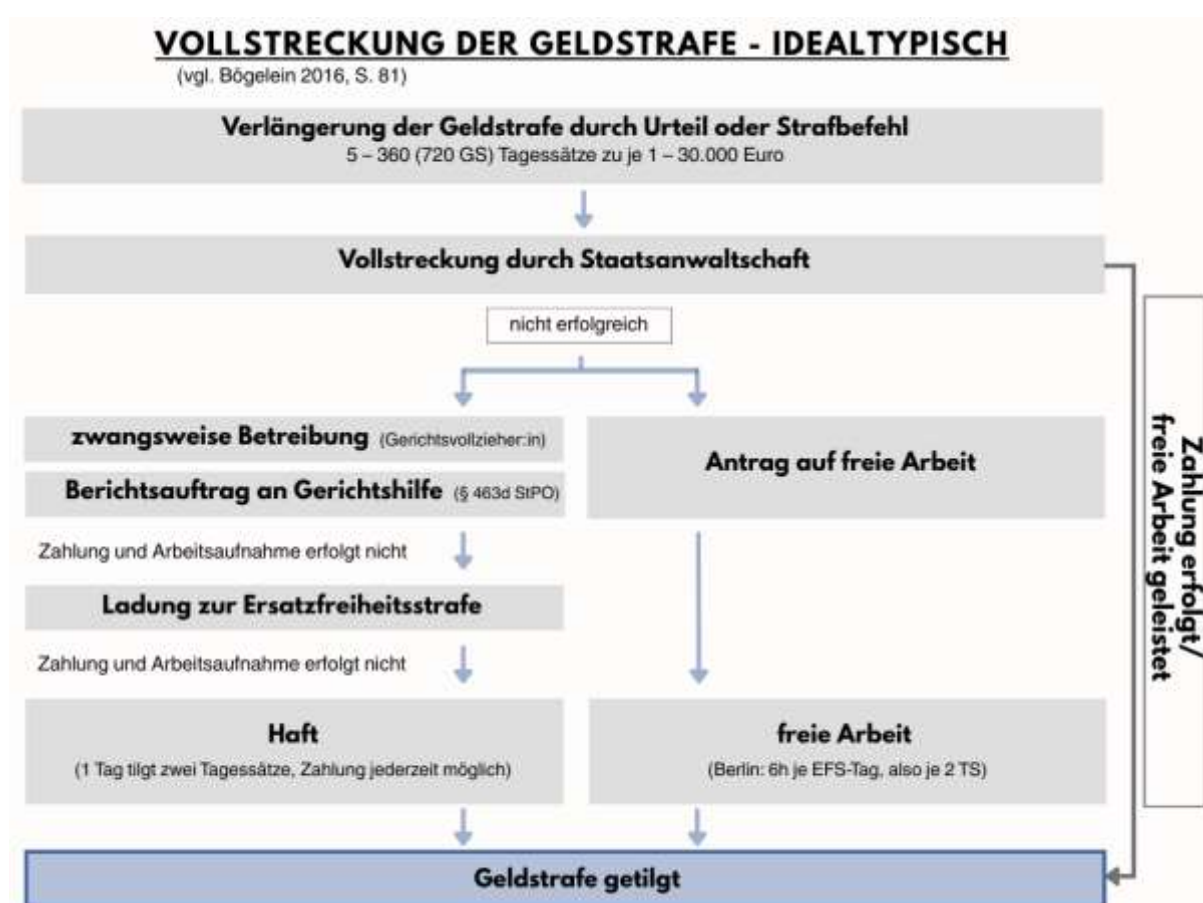 VOLLSTRECKUNG DER GELDSTRAFE - IDEALTYPISCH
(vgl. Bögelein 2016, S. 81)
Verlängerung der Geldstrafe durch Urteil oder Strafbefehl
5 – 360 (720 GS) Tagessätze zu je 1 – 30.000 Euro
Vollstreckung durch Staatsanwaltschaft
nicht erfolgreich
zwangsweise Betreibung (Gerichtsvollzieher:in)
Berichtsauftrag an Gerichtshilfe (§ 463d StPO)
Antrag auf freie Arbeit
Zahlung und Arbeitsaufnahme erfolgt nicht
Ladung zur Ersatzfreiheitsstrafe
Zahlung und Arbeitsaufnahme erfolgt nicht
Haft
(1 Tag tilgt zwei Tagessätze, Zahlung jederzeit möglich)
freie Arbeit
(Berlin: 6h je EFS-Tag, also je 2 TS)
Zahlung erfolgt/
freie Arbeit geleistet
Geldstrafe getilgt